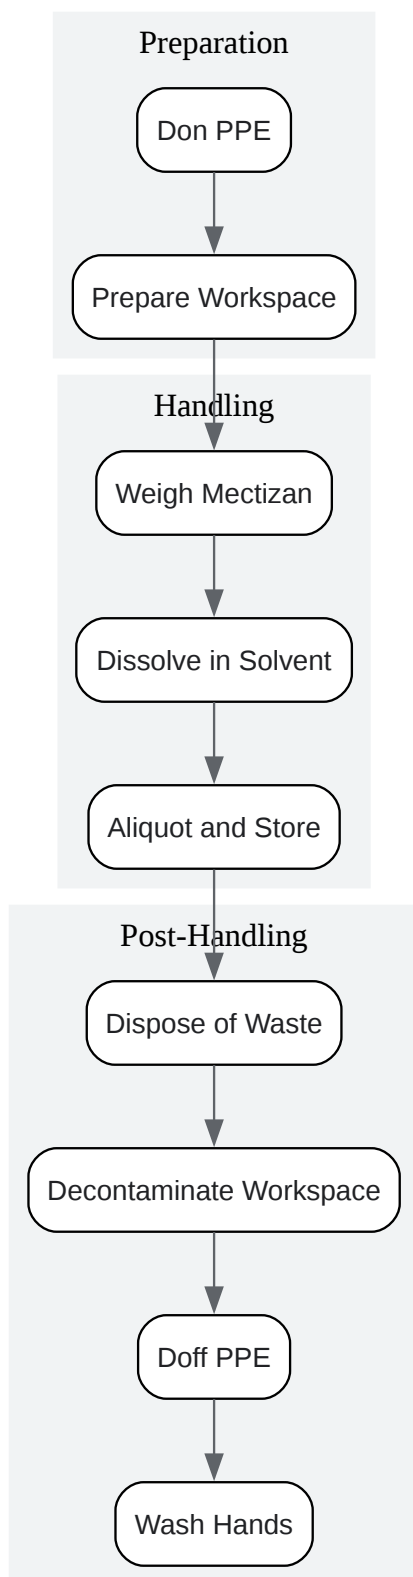 Preparation
Don PPE
Prepare Workspace
Handling
Weigh Mectizan
Dissolve in Solvent
Aliquot and Store
Post-Handling
Dispose of Waste
Decontaminate Workspace
Doff PPE
Wash Hands